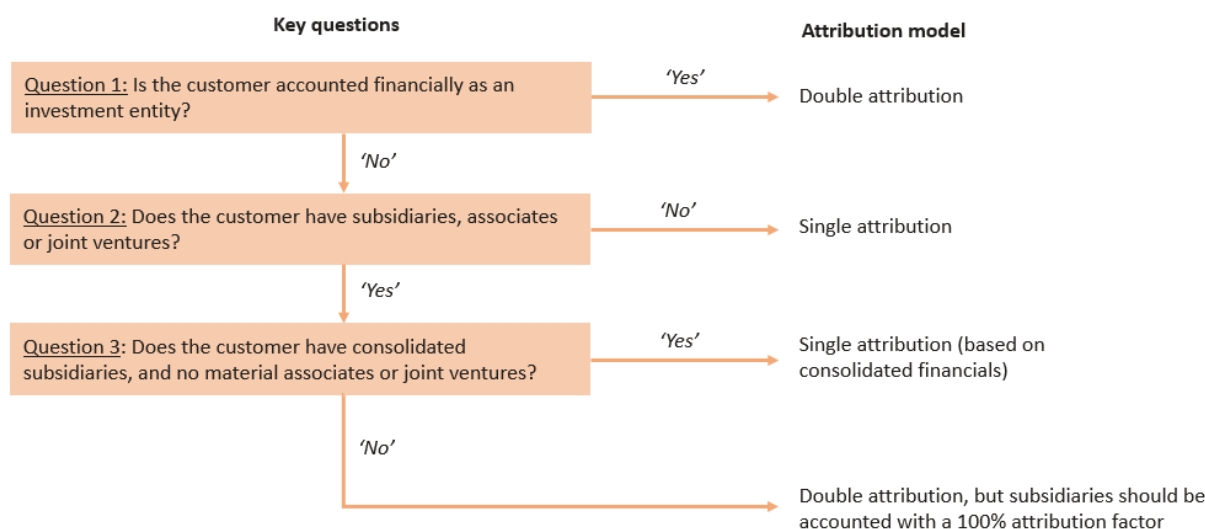 Key questions
Attribution model
Question 1: Is the customer accounted financially as an
investment entity?
‘Yes’
Double attribution
‘No’
Question 2: Does the customer have subsidiaries, associates
or joint ventures?
‘No’
Single attribution
‘Yes’
Question 3: Does the customer have consolidated
subsidiaries, and no material associates or joint ventures?
‘Yes’
Single attribution (based on
consolidated financials)
‘No’
Double attribution, but subsidiaries should be
accounted with a 100% attribution factor